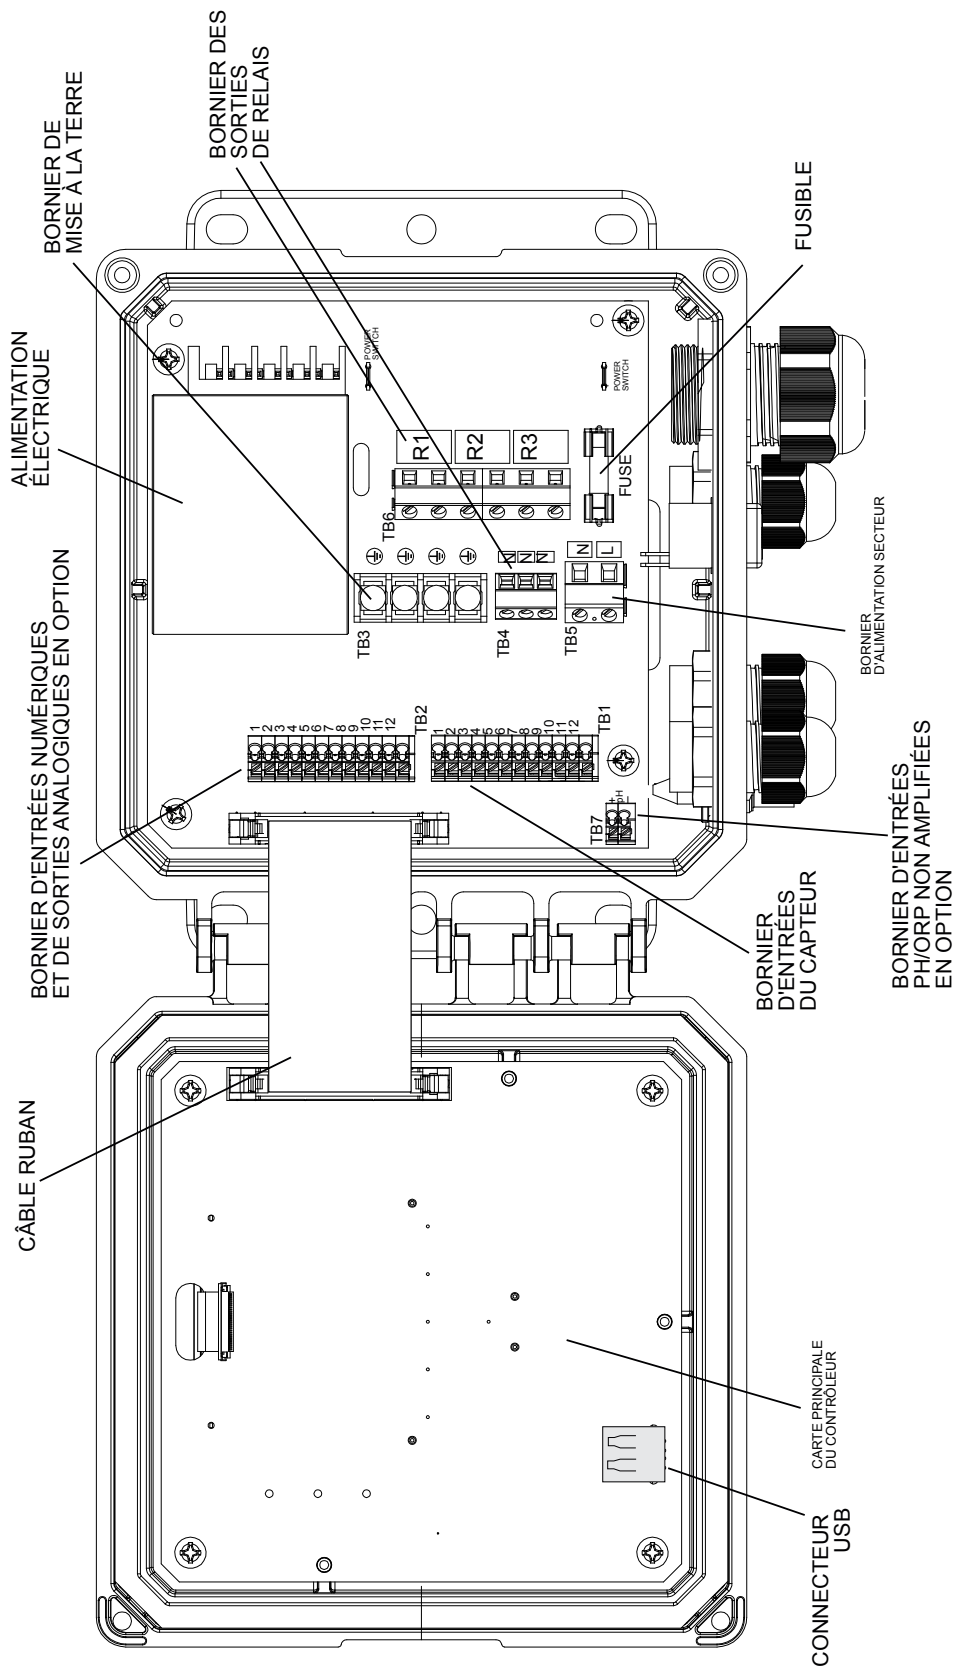 ALIMENTATION
ÉLECTRIQUE
BORNIER DE
MISE À LA TERRE
BORNIER DES
SORTIES
DE RELAIS
BORNIER D'ENTRÉES NUMÉRIQUES
ET DE SORTIES ANALOGIQUES EN OPTION
CÂBLE RUBAN
FUSIBLE
BORNIER
D'ALIMENTATION SECTEUR
BORNIER D'ENTRÉES
PH/ORP NON AMPLIFIÉES
EN OPTION
BORNIER
D'ENTRÉES
DU CAPTEUR
CARTE PRINCIPALE
DU CONTRÔLEUR
CONNECTEUR
USB
POWER
SWITCH
POWER
SWITCH
R1
R2
R3
TB6
FUSE
TB3
TB4
N
N
N
TB5
N
L
1
2
3
4
5
6
7
8
9
10
11
12
TB2
1
2
3
4
5
6
7
8
9
10
11
12
TB1
TB7
+
pH
-